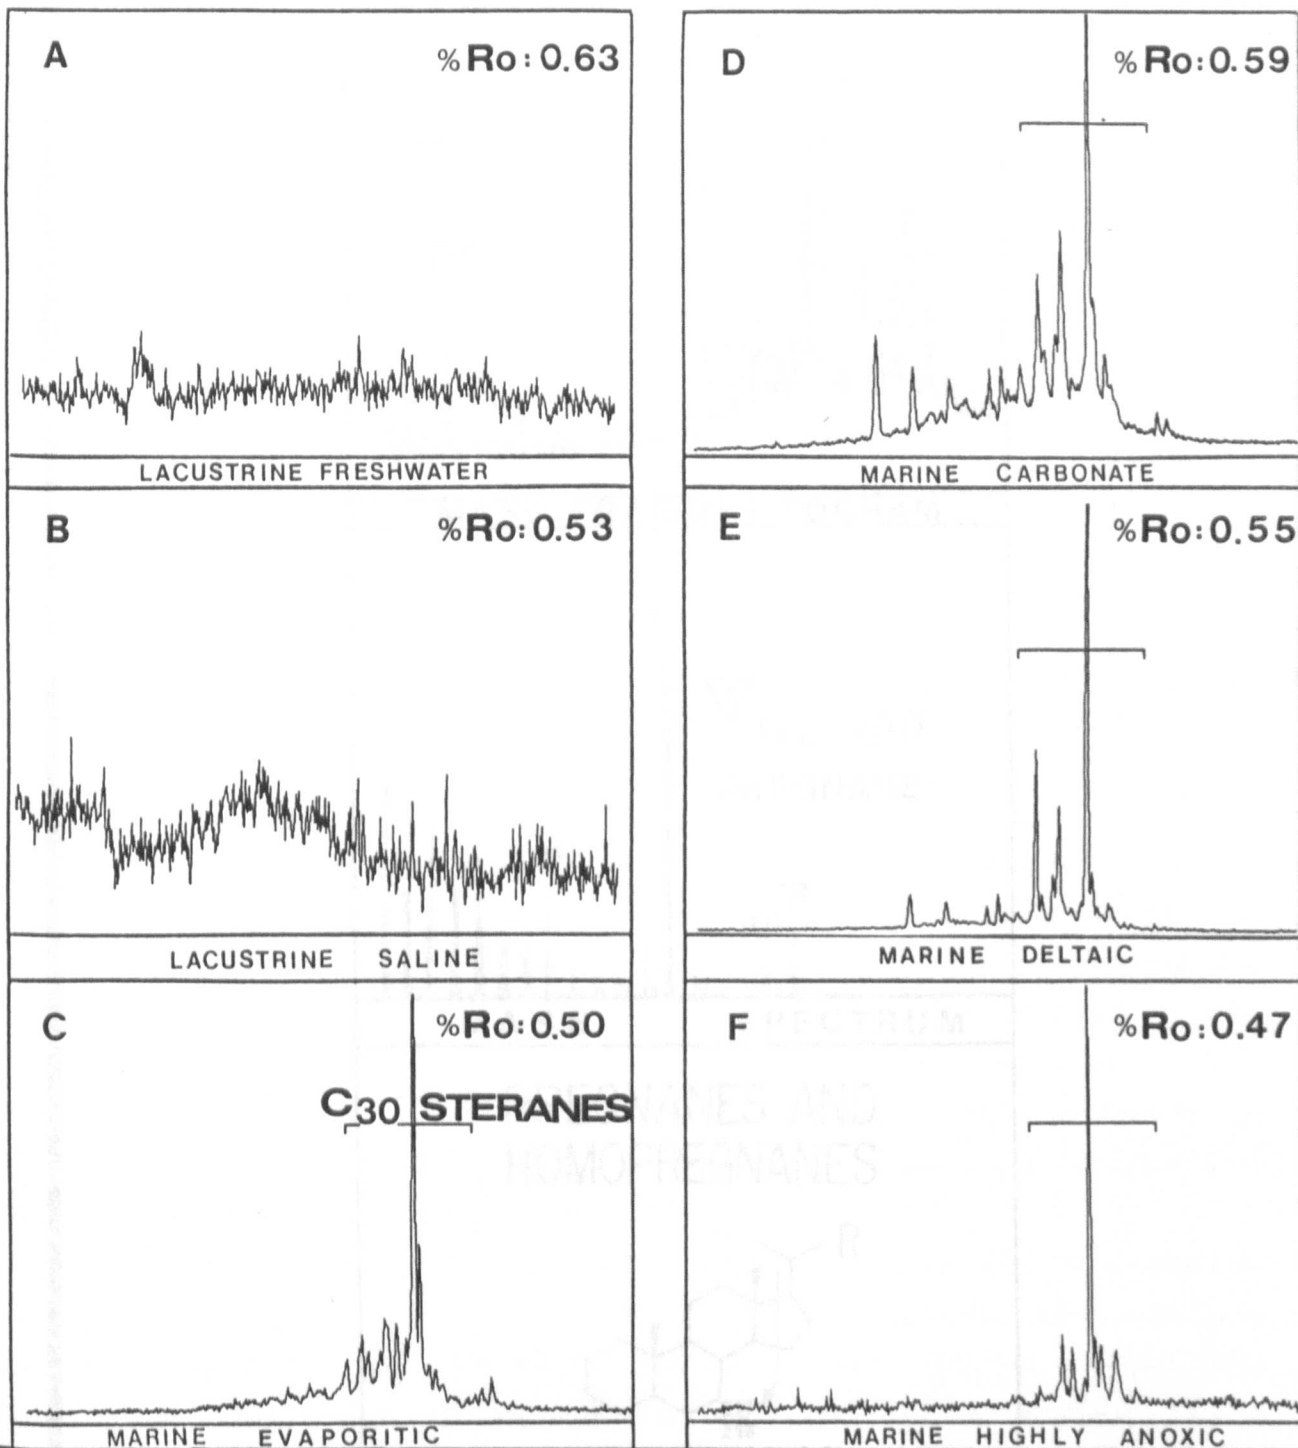 A
%Ro:0.63
LACUSTRINE FRESHWATER
B
%Ro:0.53
LACUSTRINE SALINE
C
%Ro:0.50
C30 STERANES
MARINE EVAPORITIC
D
%Ro:0.59
MARINE CARBONATE
E
%Ro:0.55
MARINE DELTAIC
F
%Ro:0.47
MARINE HIGHLY ANOXIC